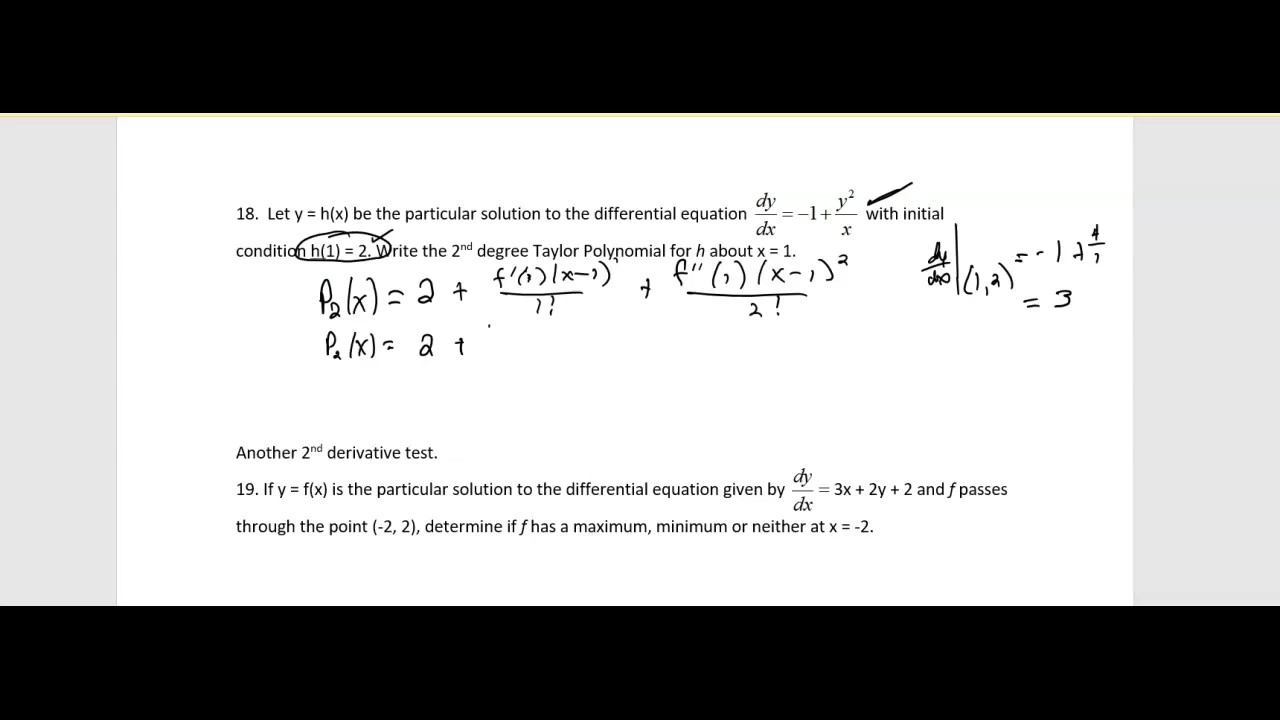 18. Let y = h(x) be the particular solution to the differential equation dy/dx = −1 + y²/x with initial
condition h(1) = 2. Write the 2nd degree Taylor Polynomial for h about x = 1.
dy/dx |(1,2) = -1 + 4/1
= 3
P₂(x) = 2 + f'(1)(x-1)'/1! + f''(1)(x-1)²/2!
P₂(x) = 2 +
Another 2nd derivative test.
19. If y = f(x) is the particular solution to the differential equation given by dy/dx = 3x + 2y + 2 and f passes
through the point (-2, 2), determine if f has a maximum, minimum or neither at x = -2.